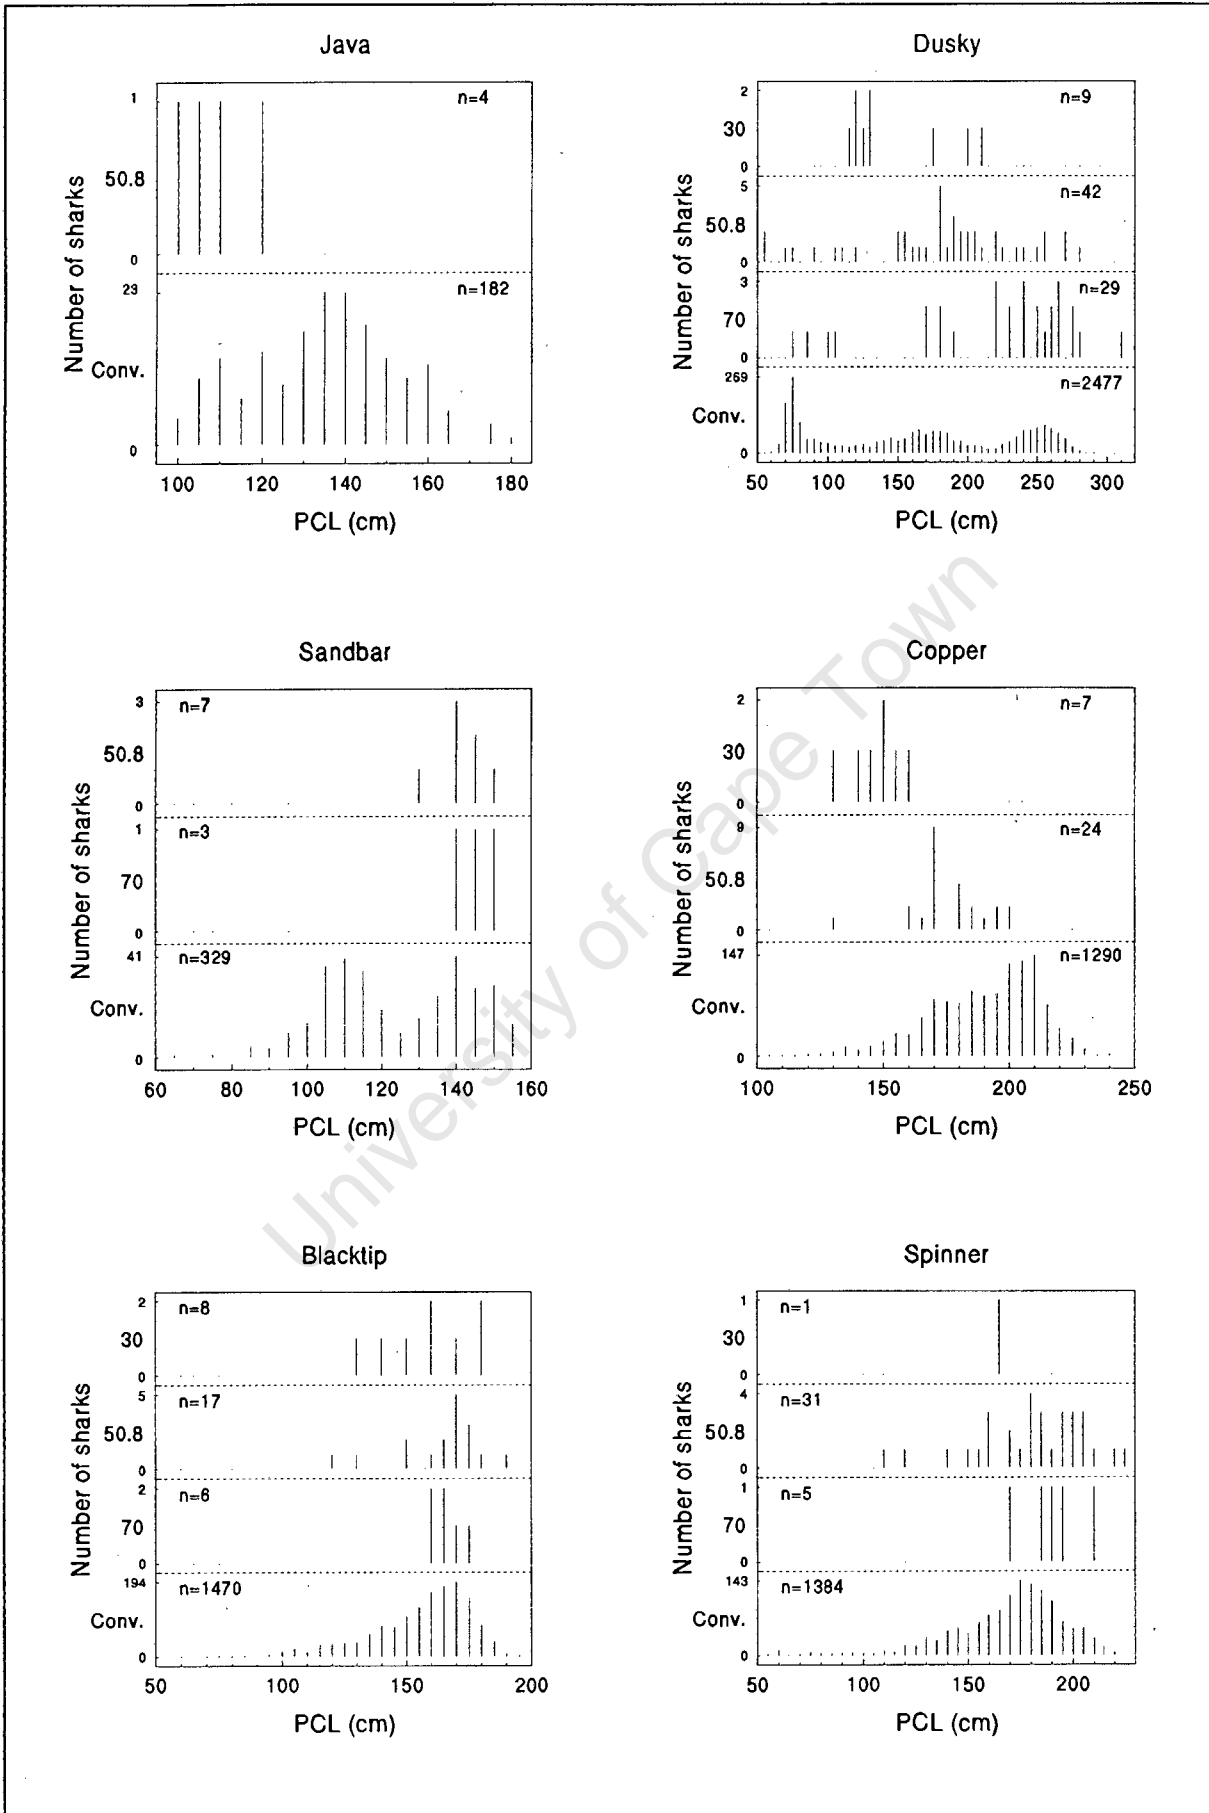 Java
Number of sharks
50.8
1
0
n=4
Conv.
29
0
n=182
100 120 140 160 180
PCL (cm)
Dusky
Number of sharks
30
2
0
n=9
50.8
5
0
n=42
70
3
0
n=29
Conv.
269
0
n=2477
50 100 150 200 250 300
PCL (cm)
Sandbar
Number of sharks
50.8
3
0
n=7
70
1
0
n=3
Conv.
41
0
n=329
60 80 100 120 140 160
PCL (cm)
Copper
Number of sharks
30
2
0
n=7
50.8
9
0
n=24
Conv.
147
0
n=1290
100 150 200 250
PCL (cm)
Blacktip
Number of sharks
30
2
0
n=8
50.8
5
0
n=17
70
2
0
n=6
Conv.
194
0
n=1470
50 100 150 200
PCL (cm)
Spinner
Number of sharks
30
1
0
n=1
50.8
4
0
n=31
70
1
0
n=5
Conv.
143
0
n=1384
50 100 150 200
PCL (cm)
University of Cape Town